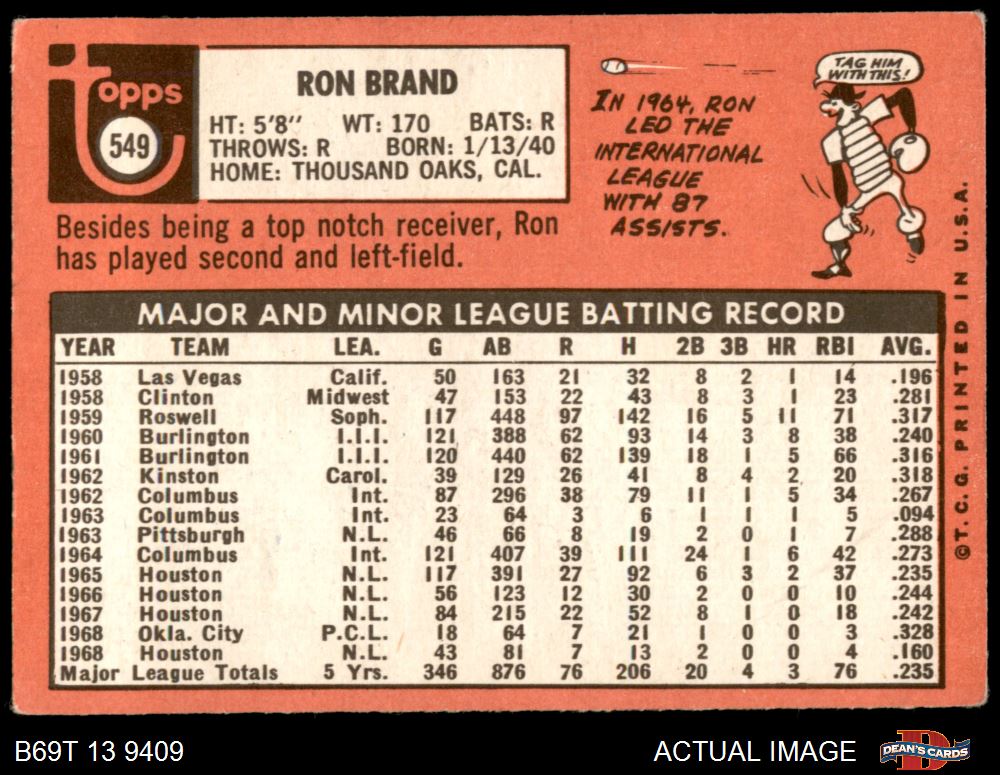 topps
549
RON BRAND
HT: 5'8" WT: 170 BATS: R
THROWS: R BORN: 1/13/40
HOME: THOUSAND OAKS, CAL.
Besides being a top notch receiver, Ron
has played second and left-field.
IN 1964, RON
LED THE
INTERNATIONAL
LEAGUE
WITH 87
ASSISTS.
TAG HIM
WITH THIS!
MAJOR AND MINOR LEAGUE BATTING RECORD
YEAR TEAM LEA. G AB R H 2B 3B HR RBI AVG.
1958 Las Vegas Calif. 50 163 21 32 8 2 1 14 .196
1958 Clinton Midwest 47 153 22 43 8 3 1 23 .281
1959 Roswell Soph. 117 448 97 142 16 5 11 71 .317
1960 Burlington I.I.I. 121 388 62 93 14 3 8 38 .240
1961 Burlington I.I.I. 120 440 62 139 18 1 5 66 .316
1962 Kinston Carol. 39 129 26 41 8 4 2 20 .318
1962 Columbus Int. 87 296 38 79 11 1 5 34 .267
1963 Columbus Int. 23 64 3 6 1 1 1 5 .094
1963 Pittsburgh N.L. 46 66 8 19 2 0 1 7 .288
1964 Columbus Int. 121 407 39 111 24 1 6 42 .273
1965 Houston N.L. 117 391 27 92 6 3 2 37 .235
1966 Houston N.L. 56 123 12 30 2 0 0 10 .244
1967 Houston N.L. 84 215 22 52 8 1 0 18 .242
1968 Okla. City P.C.L. 18 64 7 21 1 0 0 3 .328
1968 Houston N.L. 43 81 7 13 2 0 0 4 .160
Major League Totals 5 Yrs. 346 876 76 206 20 4 3 76 .235
©T.C.G. PRINTED IN U.S.A.
B69T 13 9409
ACTUAL IMAGE
DEAN'S CARDS